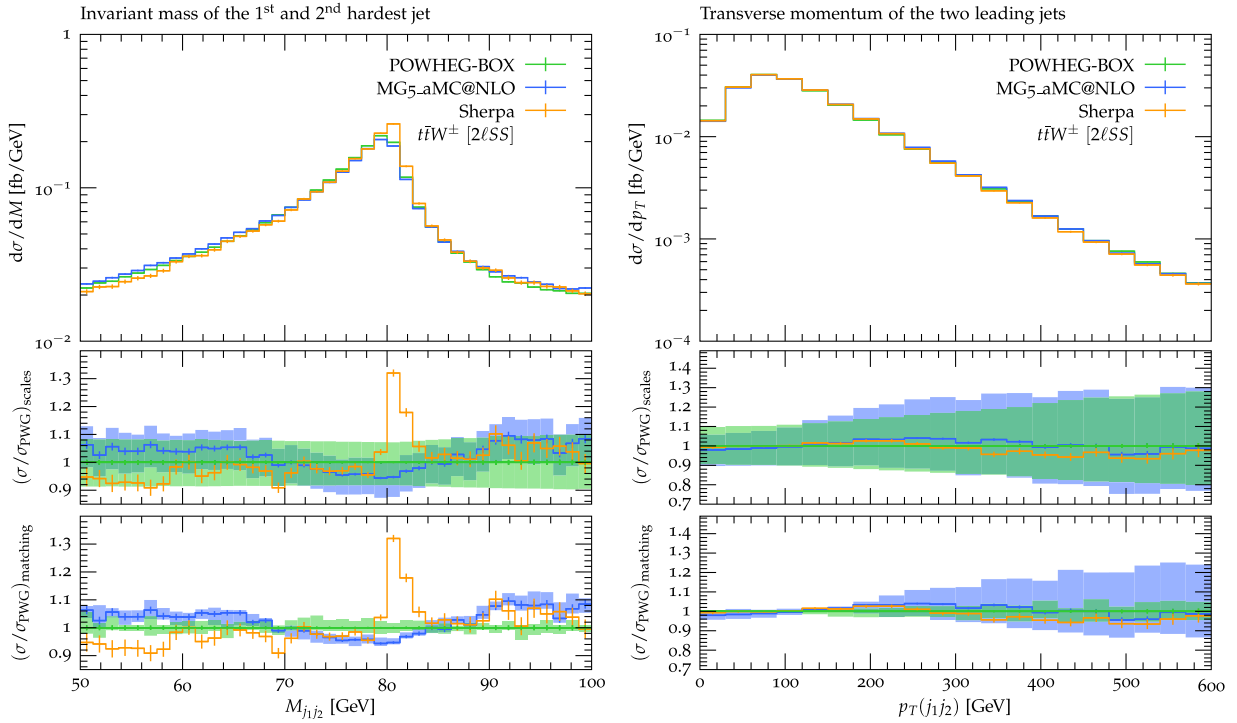 Invariant mass of the 1st and 2nd hardest jet
dσ/dM [fb/GeV]
1
10−1
10−2
POWHEG-BOX
MG5_aMC@NLO
Sherpa
tt̄W± [2ℓSS]
(σ/σPWG)scales
1.3
1.2
1.1
1
0.9
(σ/σPWG)matching
1.3
1.2
1.1
1
0.9
50 60 70 80 90 100
Mj1j2 [GeV]
Transverse momentum of the two leading jets
dσ/dpT [fb/GeV]
10−1
10−2
10−3
10−4
POWHEG-BOX
MG5_aMC@NLO
Sherpa
tt̄W± [2ℓSS]
(σ/σPWG)scales
1.4
1.3
1.2
1.1
1.0
0.9
0.8
0.7
(σ/σPWG)matching
1.4
1.3
1.2
1.1
1.0
0.9
0.8
0.7
0 100 200 300 400 500 600
pT(j1j2) [GeV]